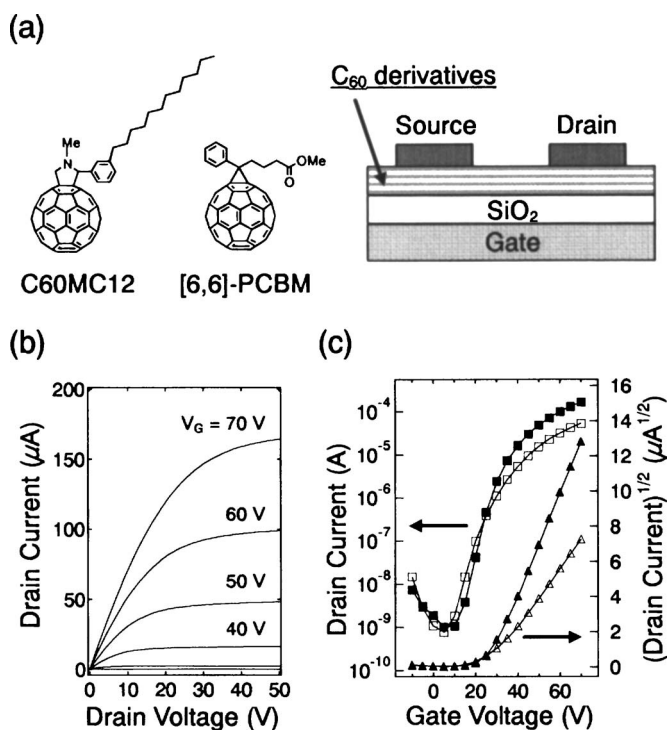 (a)
Me
N
C60MC12
OMe
O
[6,6]-PCBM
C₆₀ derivatives
Source
Drain
SiO₂
Gate
(b)
200
150
100
50
0
Drain Current (μA)
V_G = 70 V
60 V
50 V
40 V
0 10 20 30 40 50
Drain Voltage (V)
(c)
10⁻⁴
10⁻⁵
10⁻⁶
10⁻⁷
10⁻⁸
10⁻⁹
10⁻¹⁰
Drain Current (A)
0 20 40 60 80
Gate Voltage (V)
16
14
12
10
8
6
4
2
0
(Drain Current)^1/2 (μA^1/2)